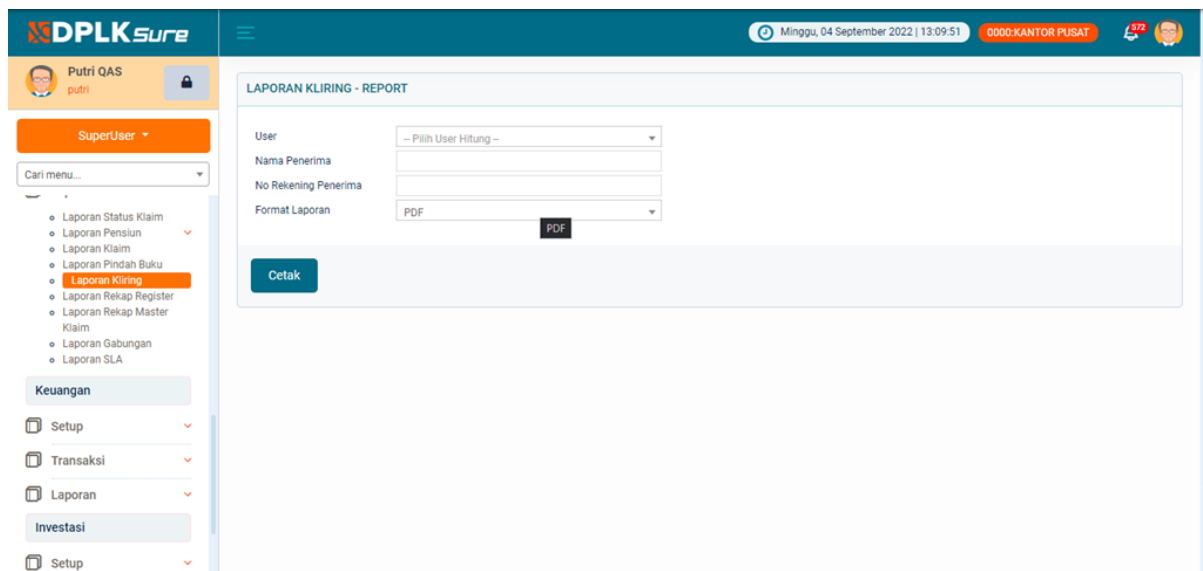 DPLK Sure
Minggu, 04 September 2022 | 13:09:51
0000:KANTOR PUSAT
572
Putri QAS
putri
SuperUser
Cari menu...
Laporan Status Klaim
Laporan Pensiun
Laporan Klaim
Laporan Pindah Buku
Laporan Kliring
Laporan Rekap Register
Laporan Rekap Master
Klaim
Laporan Gabungan
Laporan SLA
Keuangan
Setup
Transaksi
Laporan
Investasi
Setup
LAPORAN KLIRING - REPORT
User
-- Pilih User Hitung --
Nama Penerima
No Rekening Penerima
Format Laporan
PDF
PDF
Cetak